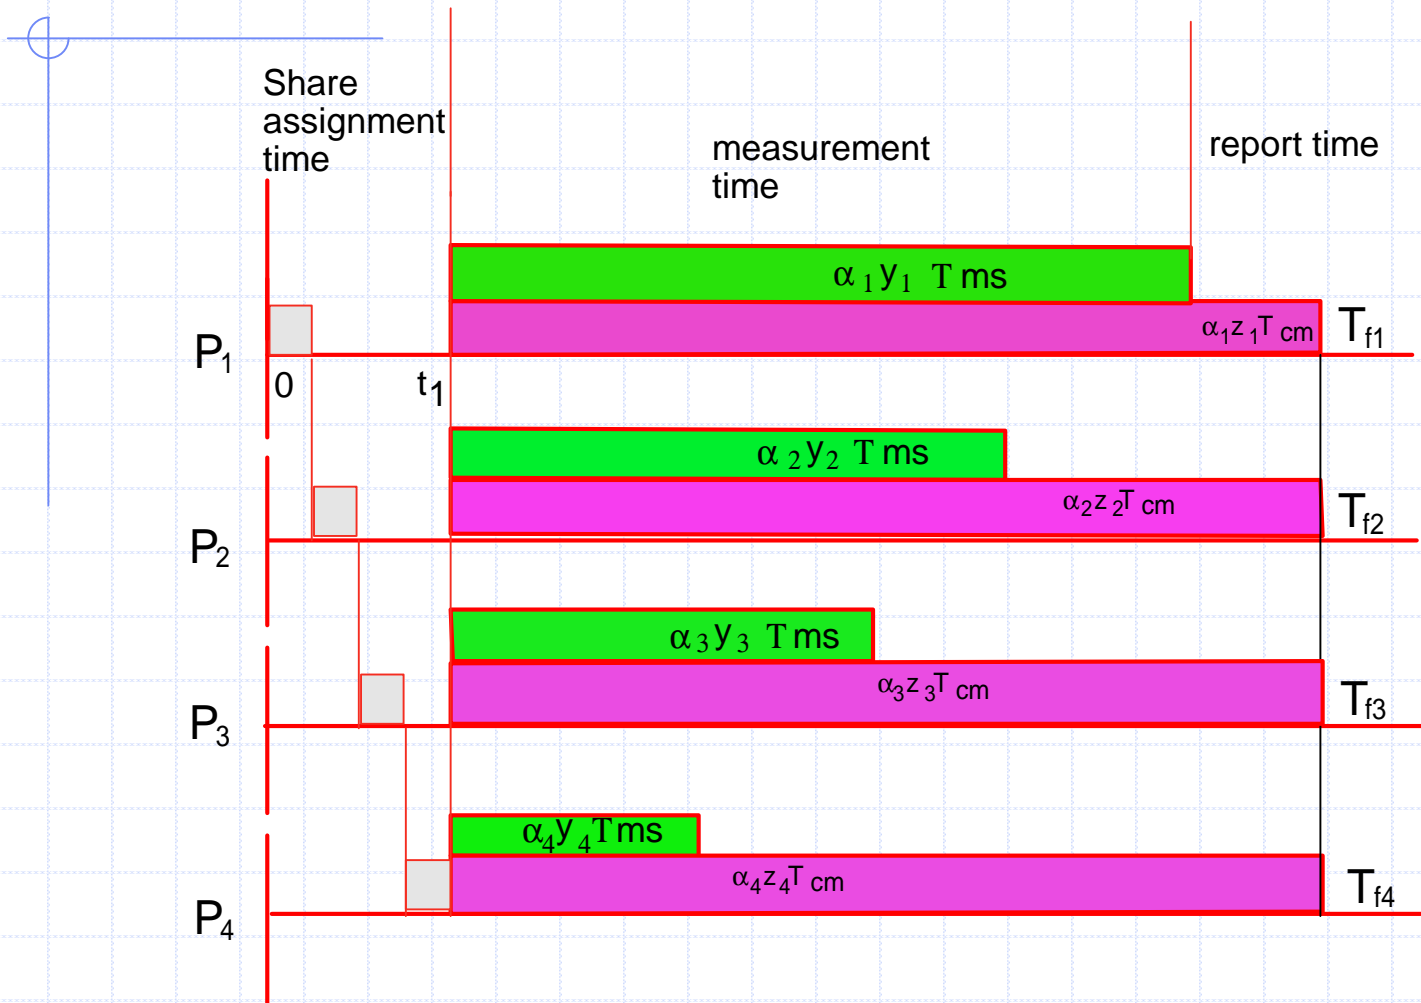 Share
assignment
time
measurement
time
report time
α1y1 T ms
α1z1T cm
Tf1
P1
0
t1
α2y2 T ms
α2z2T cm
Tf2
P2
α3y3 T ms
α3z3T cm
Tf3
P3
α4y4T ms
α4z4T cm
Tf4
P4